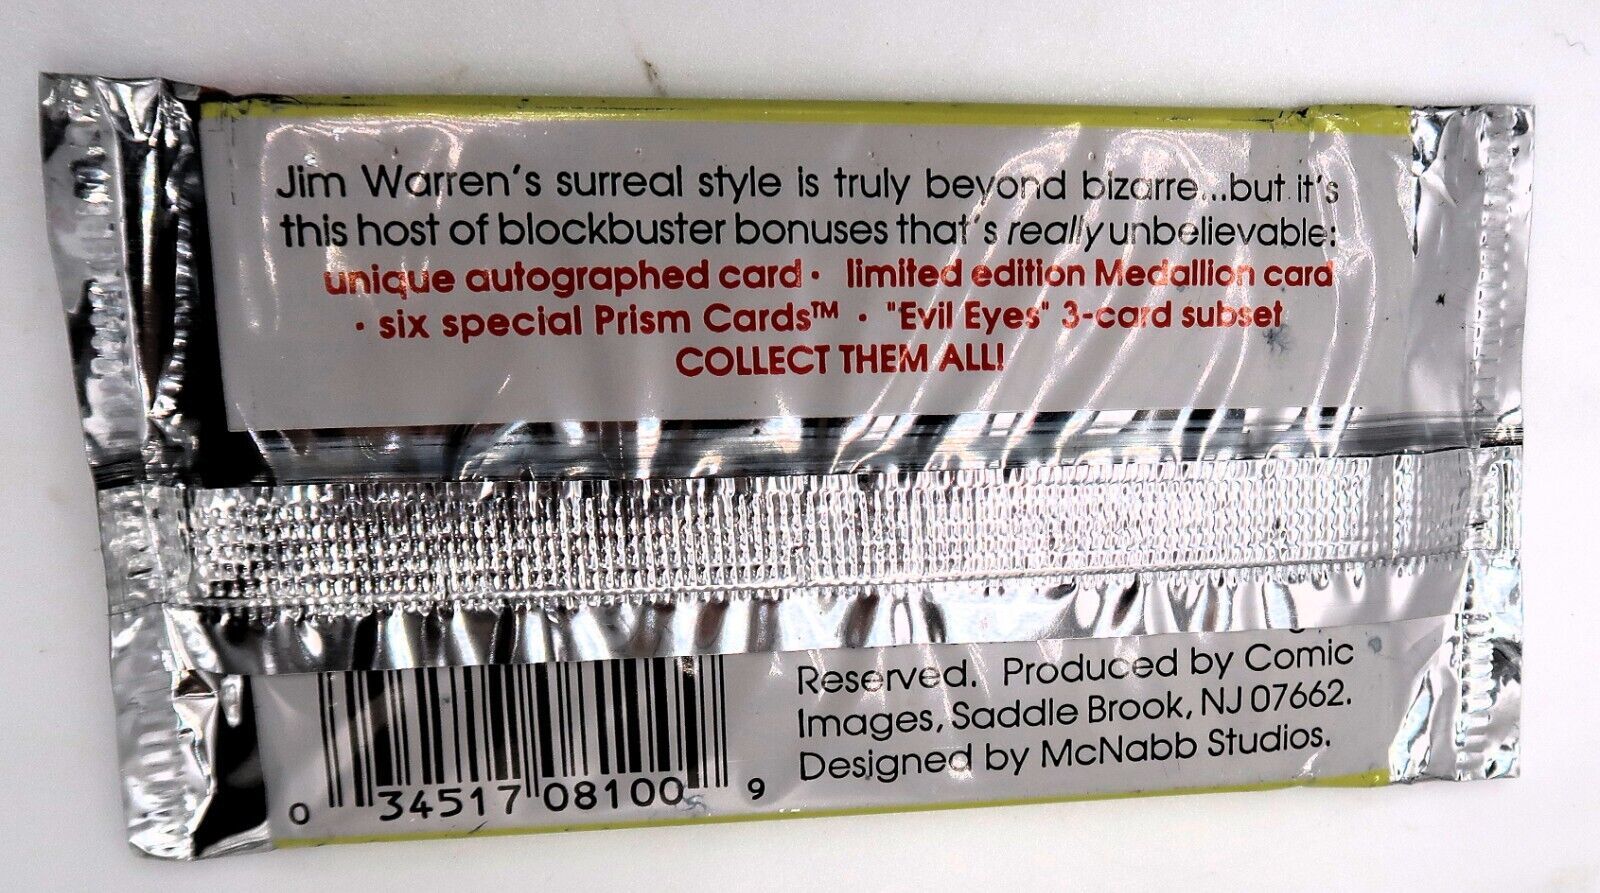 Jim Warren's surreal style is truly beyond bizarre...but it's
this host of blockbuster bonuses that's really unbelievable:
unique autographed card • limited edition Medallion card
• six special Prism Cards™ • "Evil Eyes" 3-card subset
COLLECT THEM ALL!
Reserved. Produced by Comic
Images, Saddle Brook, NJ 07662.
Designed by McNabb Studios.
0 34517 08100 9